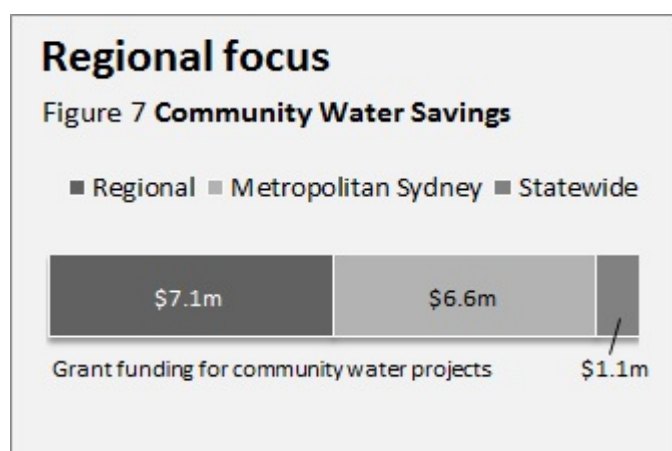 Regional focus
Figure 7 Community Water Savings
Regional Metropolitan Sydney Statewide
$7.1m $6.6m
Grant funding for community water projects $1.1m